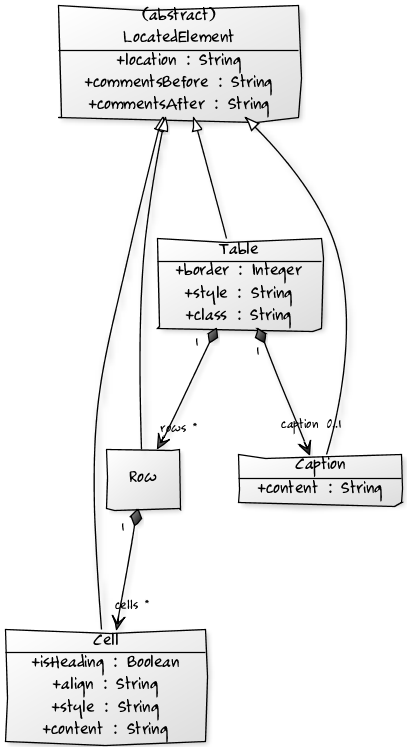 (abstract)
LocatedElement
+location : String
+commentsBefore : String
+commentsAfter : String
Table
+border : Integer
+style : String
+class : String
1
1
rows *
caption 0..1
Row
Caption
+content : String
1
cells *
Cell
+isHeading : Boolean
+align : String
+style : String
+content : String